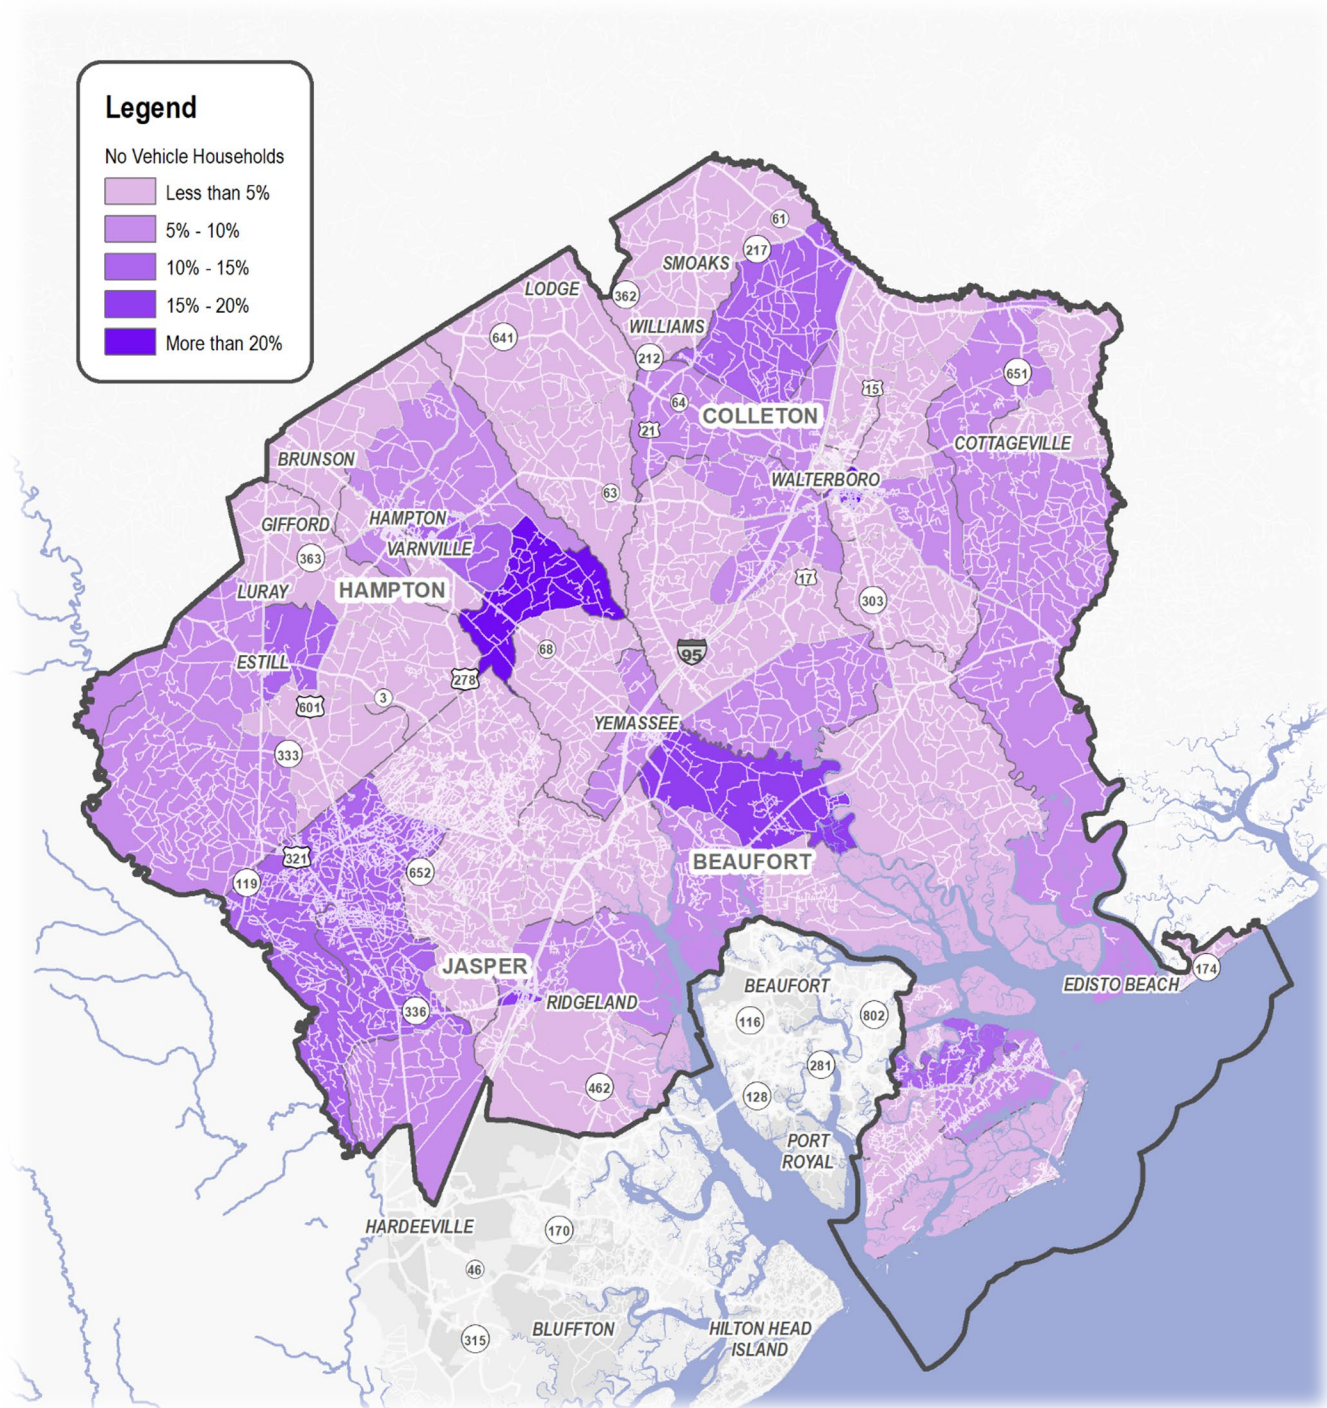 Legend
No Vehicle Households
Less than 5%
5% - 10%
10% - 15%
15% - 20%
More than 20%
61
217
SMOAKS
LODGE
362
WILLIAMS
641
212
651
15
64
COLLETON
21
COTTAGEVILLE
BRUNSON
WALTERBORO
63
HAMPTON
GIFFORD
VARNVILLE
363
17
LURAY
HAMPTON
303
68
95
ESTILL
278
3
601
YEMASSEE
333
321
BEAUFORT
652
119
JASPER
174
BEAUFORT
EDISTO BEACH
RIDGELAND
336
116
802
281
462
128
PORT
ROYAL
HARDEEVILLE
170
46
BLUFFTON
HILTON HEAD
ISLAND
315